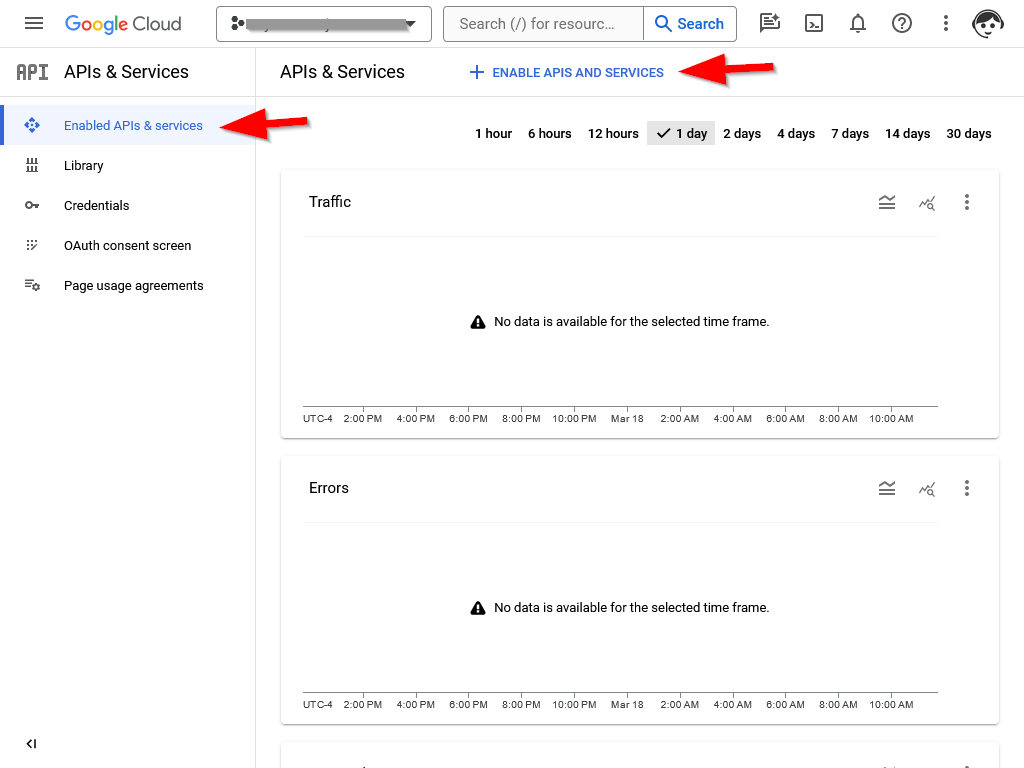 Google Cloud
Search (/) for resourc...
Search
API APIs & Services
APIs & Services
ENABLE APIS AND SERVICES
Enabled APIs & services
Library
Credentials
OAuth consent screen
Page usage agreements
1 hour 6 hours 12 hours 1 day 2 days 4 days 7 days 14 days 30 days
Traffic
No data is available for the selected time frame.
UTC-4 2:00 PM 4:00 PM 6:00 PM 8:00 PM 10:00 PM Mar 18 2:00 AM 4:00 AM 6:00 AM 8:00 AM 10:00 AM
Errors
No data is available for the selected time frame.
UTC-4 2:00 PM 4:00 PM 6:00 PM 8:00 PM 10:00 PM Mar 18 2:00 AM 4:00 AM 6:00 AM 8:00 AM 10:00 AM